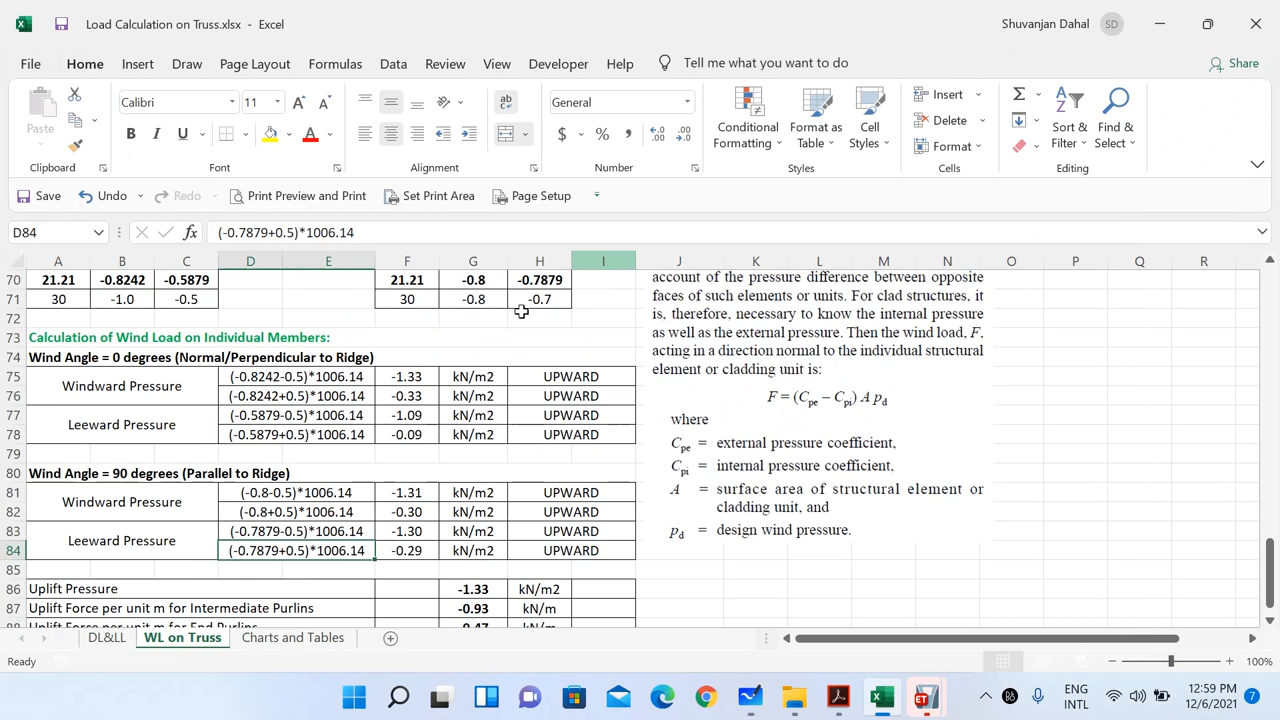 Load Calculation on Truss.xlsx - Excel
Shuvanjan Dahal SD
File Home Insert Draw Page Layout Formulas Data Review View Developer Help Tell me what you want to do Share
Paste
Calibri 11
B I U A
ab
General
$ % 9
Conditional Formatting
Format as Table
Cell Styles
Insert
Delete
Format
Sort & Filter
Find & Select
Clipboard Font Alignment Number Styles Cells Editing
Save Undo Redo Print Preview and Print Set Print Area Page Setup
D84 fx (-0.7879+0.5)*1006.14
A B C D E F G H I J K L M N O P Q R
70 21.21 -0.8242 -0.5879 21.21 -0.8 -0.7879
71 30 -1.0 -0.5 30 -0.8 -0.7
72
73 Calculation of Wind Load on Individual Members:
74 Wind Angle = 0 degrees (Normal/Perpendicular to Ridge)
75 Windward Pressure (-0.8242-0.5)*1006.14 -1.33 kN/m2 UPWARD
76 (-0.8242+0.5)*1006.14 -0.33 kN/m2 UPWARD
77 Leeward Pressure (-0.5879-0.5)*1006.14 -1.09 kN/m2 UPWARD
78 (-0.5879+0.5)*1006.14 -0.09 kN/m2 UPWARD
79
80 Wind Angle = 90 degrees (Parallel to Ridge)
81 Windward Pressure (-0.8-0.5)*1006.14 -1.31 kN/m2 UPWARD
82 (-0.8+0.5)*1006.14 -0.30 kN/m2 UPWARD
83 Leeward Pressure (-0.7879-0.5)*1006.14 -1.30 kN/m2 UPWARD
84 (-0.7879+0.5)*1006.14 -0.29 kN/m2 UPWARD
85
86 Uplift Pressure -1.33 kN/m2
87 Uplift Force per unit m for Intermediate Purlins -0.93 kN/m
88 Uplift Force per unit m for End Purlins -0.47 kN/m
account of the pressure difference between opposite
faces of such elements or units. For clad structures, it
is, therefore, necessary to know the internal pressure
as well as the external pressure. Then the wind load, F,
acting in a direction normal to the individual structural
element or cladding unit is:
F = (Cpe – Cpi) A pd
where
Cpe = external pressure coefficient,
Cpi = internal pressure coefficient,
A = surface area of structural element or
cladding unit, and
pd = design wind pressure.
DL&LL WL on Truss Charts and Tables
Ready 100%
ENG
INTL
12:59 PM
12/6/2021
7